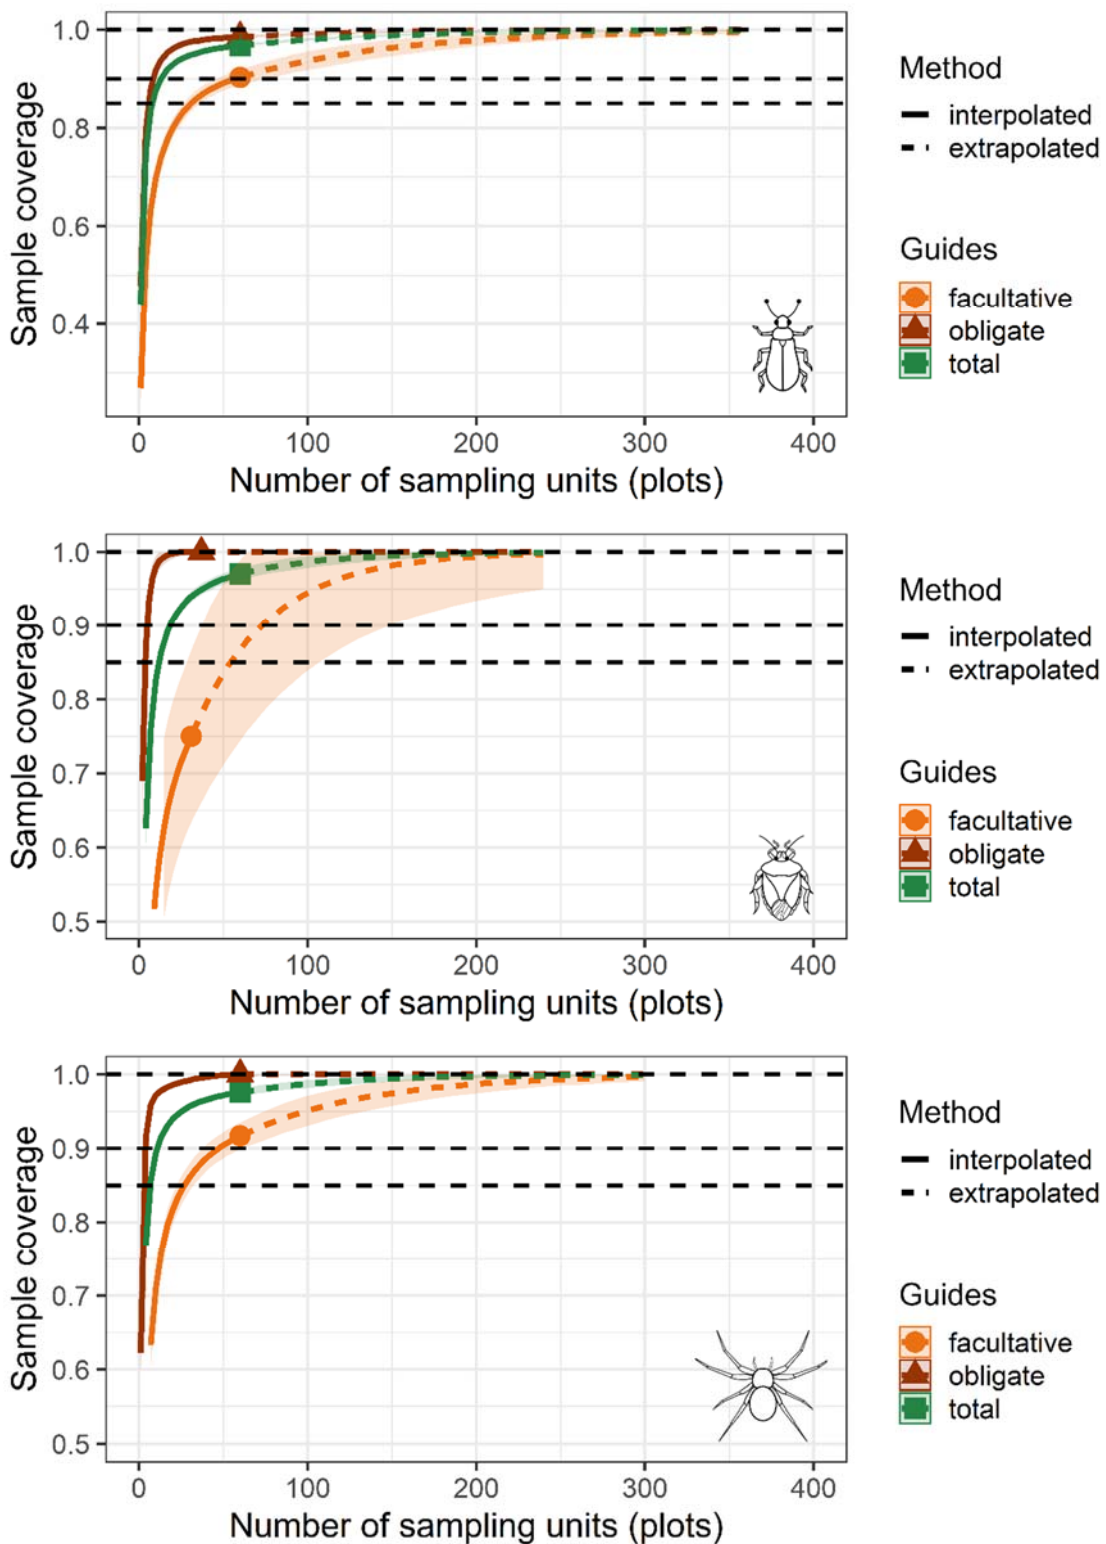 1.0
0.8
0.6
0.4
Sample coverage
0 100 200 300 400
Number of sampling units (plots)
Method
interpolated
extrapolated
Guides
facultative
obligate
total
1.0
0.9
0.8
0.7
0.6
0.5
Sample coverage
0 100 200 300 400
Number of sampling units (plots)
Method
interpolated
extrapolated
Guides
facultative
obligate
total
1.0
0.9
0.8
0.7
0.6
0.5
Sample coverage
0 100 200 300 400
Number of sampling units (plots)
Method
interpolated
extrapolated
Guides
facultative
obligate
total